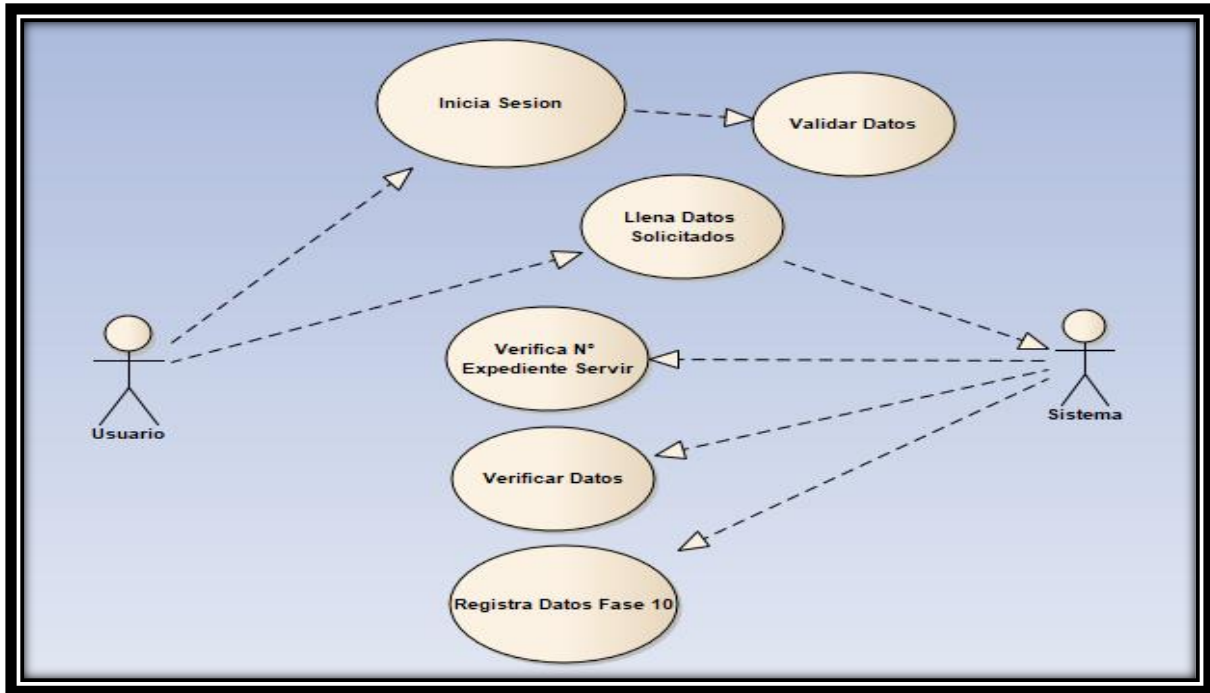 Inicia Sesion
Validar Datos
Llena Datos
Solicitados
Verifica N°
Expediente Servir
Usuario
Sistema
Verificar Datos
Registra Datos Fase 10